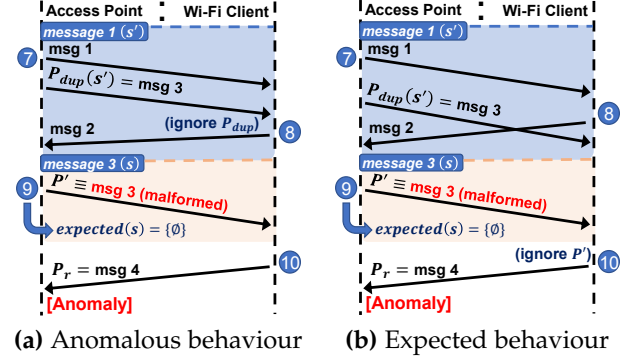 Access Point : Wi-Fi Client
message 1 (s′)
7
msg 1
P_dup(s′) = msg 3
(ignore P_dup)
8
msg 2
message 3 (s)
9
P′ ≡ msg 3 (malformed)
expected(s) = {∅}
10
P_r = msg 4
[Anomaly]
(a) Anomalous behaviour
Access Point : Wi-Fi Client
message 1 (s′)
7
msg 1
P_dup(s′) = msg 3
8
msg 2
message 3 (s)
9
P′ ≡ msg 3 (malformed)
expected(s) = {∅}
(ignore P′)
10
P_r = msg 4
[Anomaly]
(b) Expected behaviour